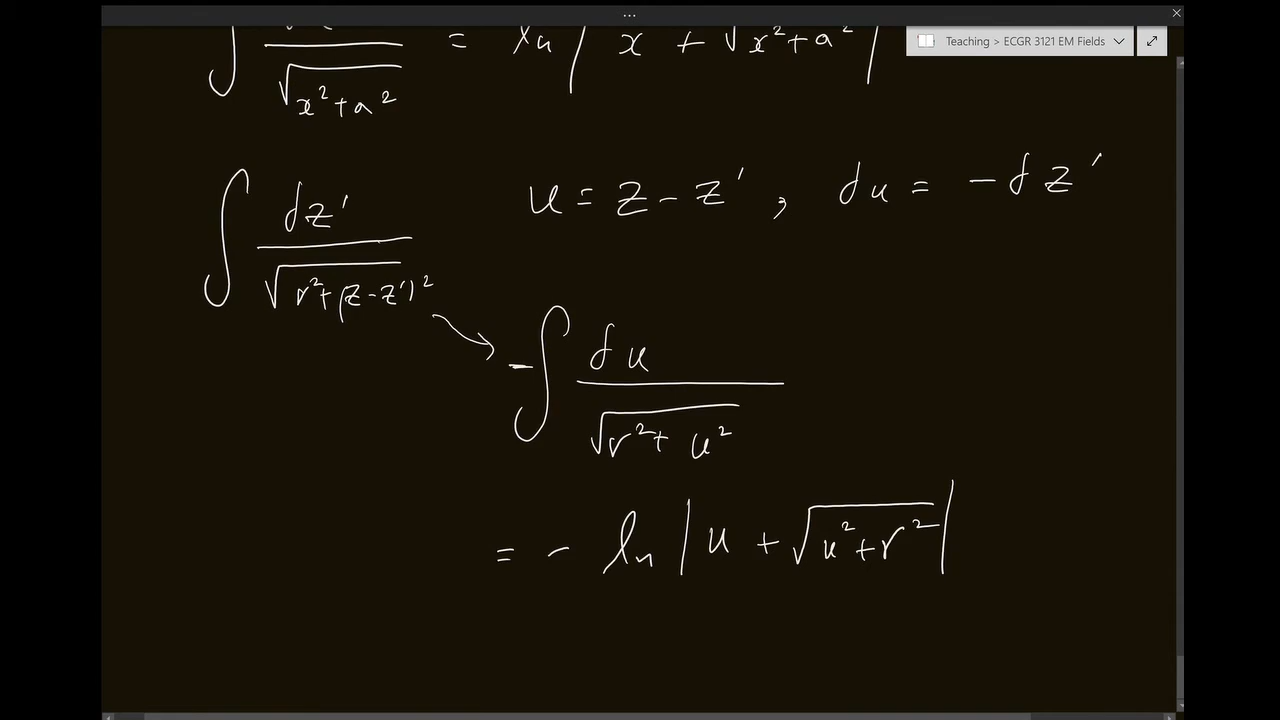 Teaching > ECGR 3121 EM Fields
∫ / √(x²+a²) = ln | x + √(x²+a²) |
∫ dz' / √(r²+(z-z')²)   u = z - z' , du = -dz'
-∫ du / √(r²+ u²)
= - ln | u + √(u²+r²) |